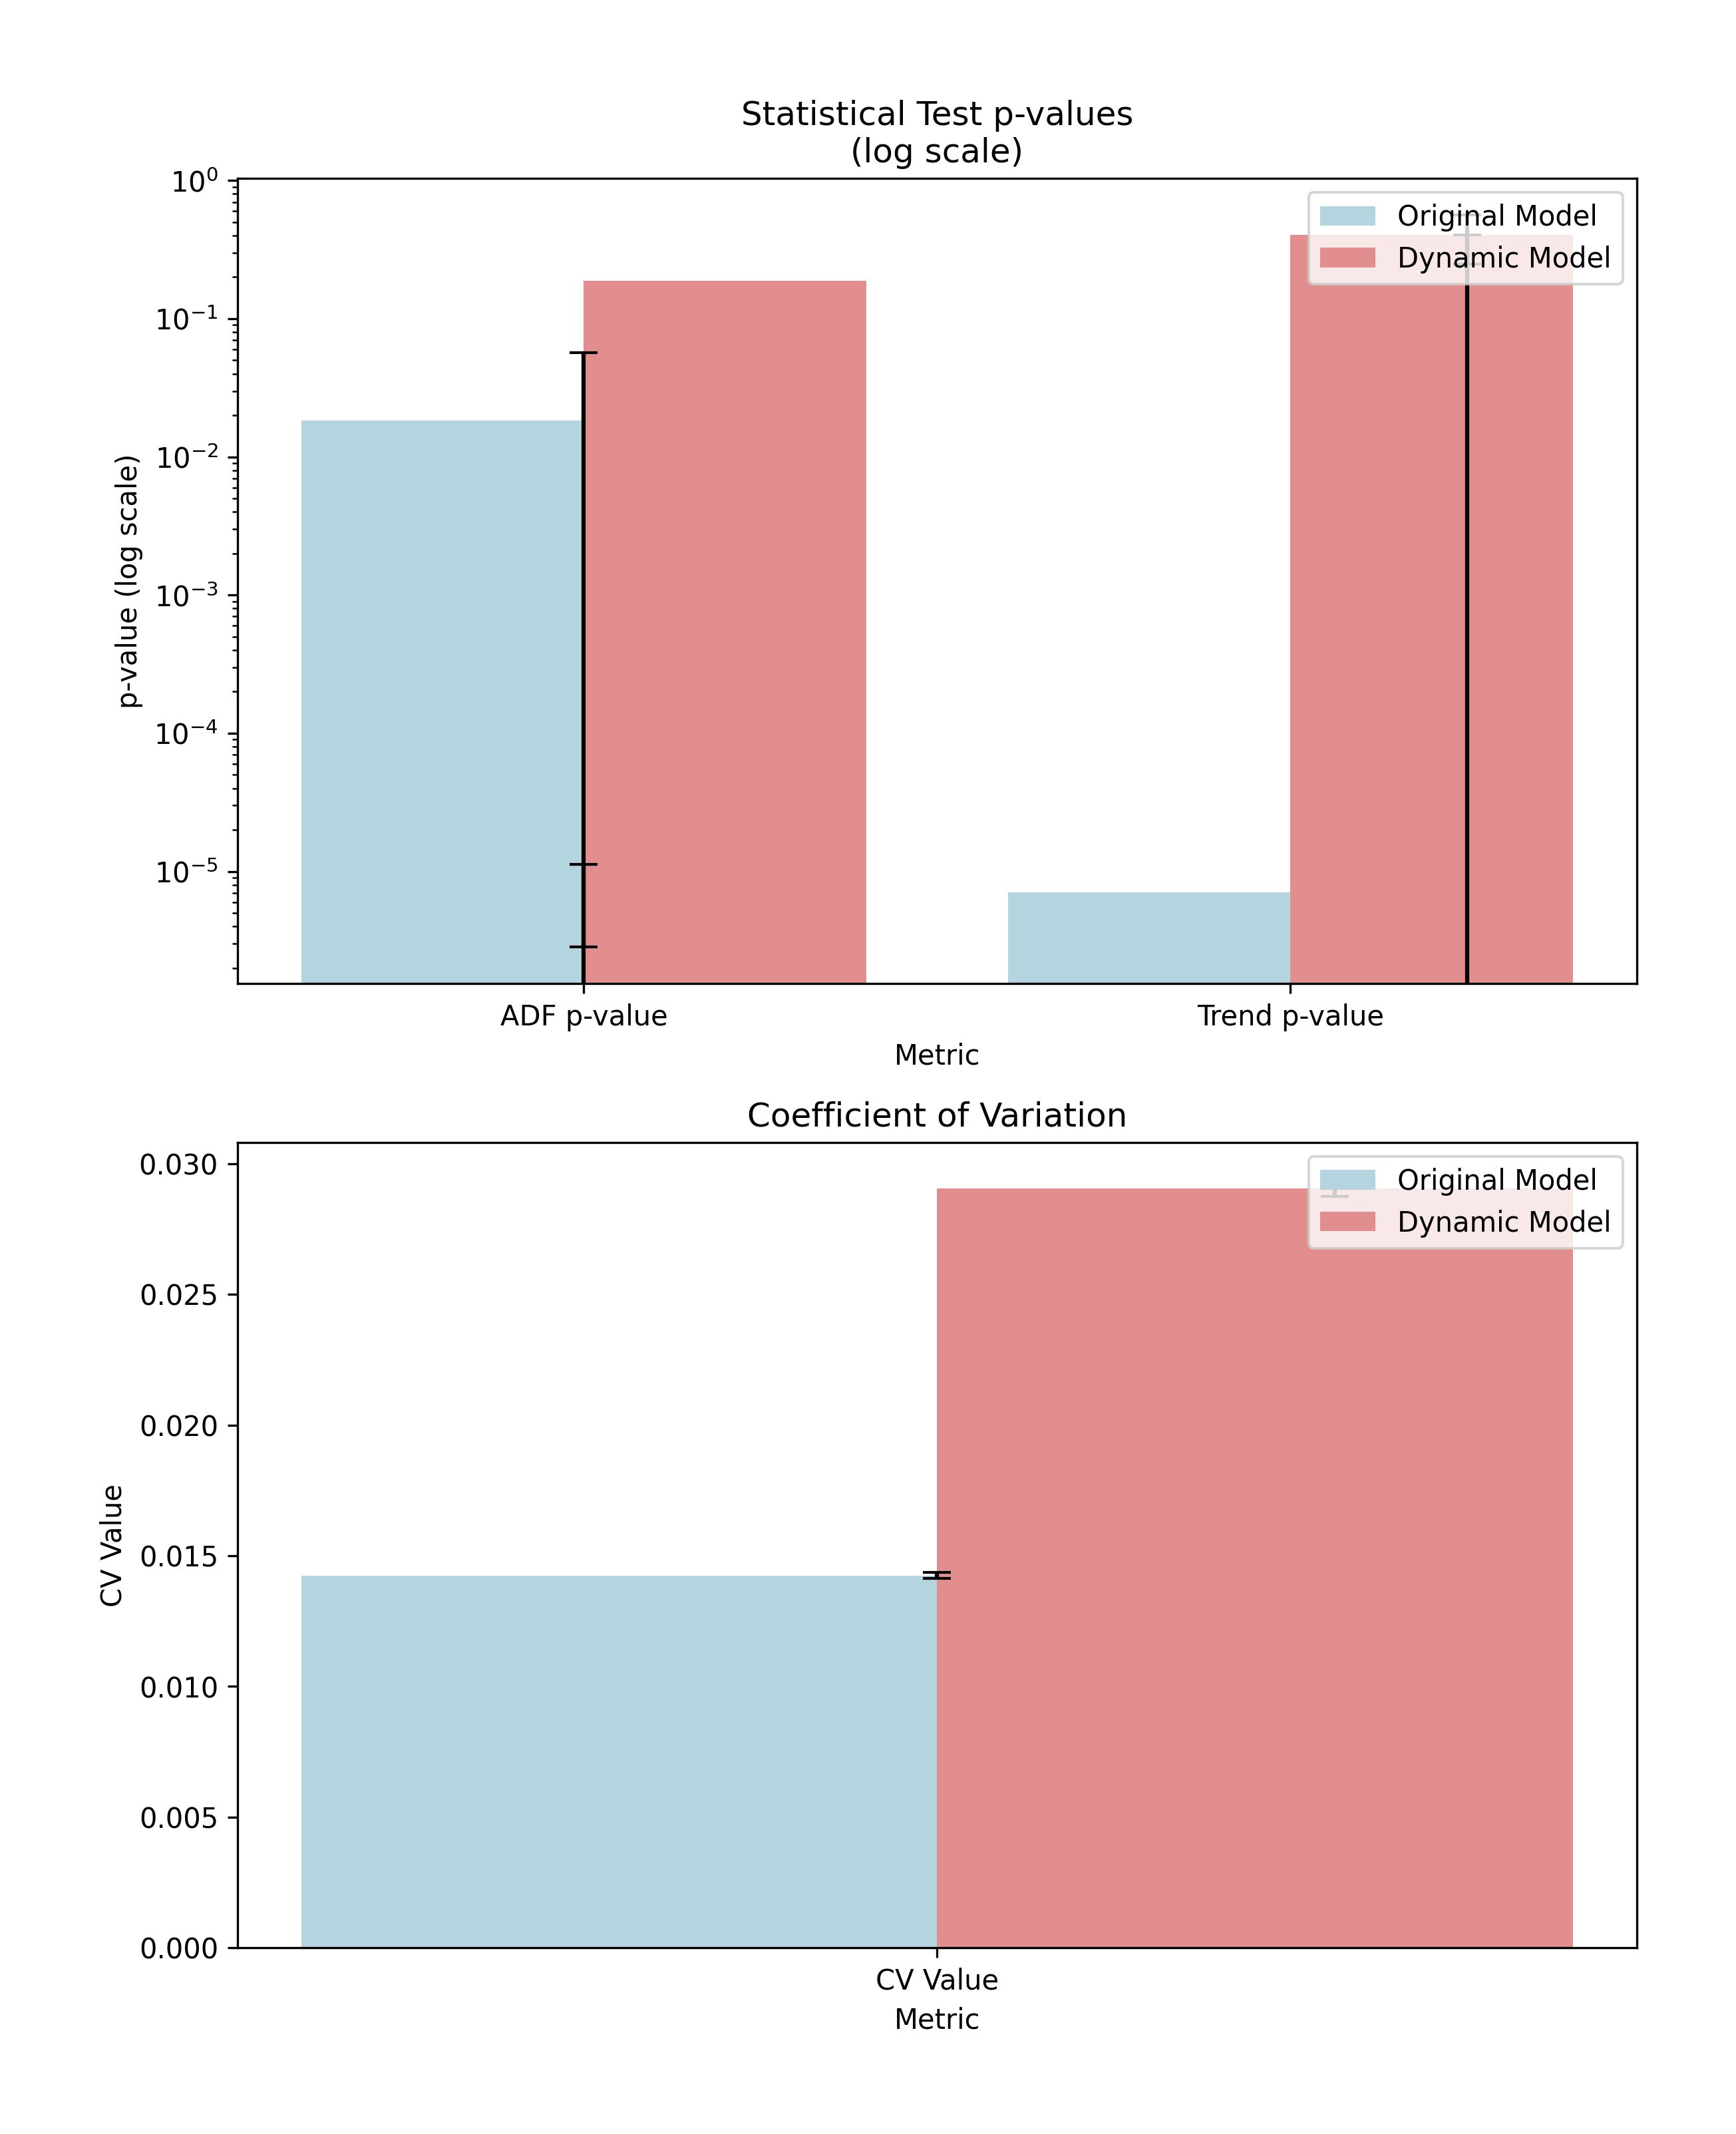 Statistical Test p-values
(log scale)
10⁰
10⁻¹
10⁻²
10⁻³
10⁻⁴
10⁻⁵
p-value (log scale)
Original Model
Dynamic Model
ADF p-value
Trend p-value
Metric
Coefficient of Variation
0.030
0.025
0.020
0.015
0.010
0.005
0.000
CV Value
Original Model
Dynamic Model
CV Value
Metric